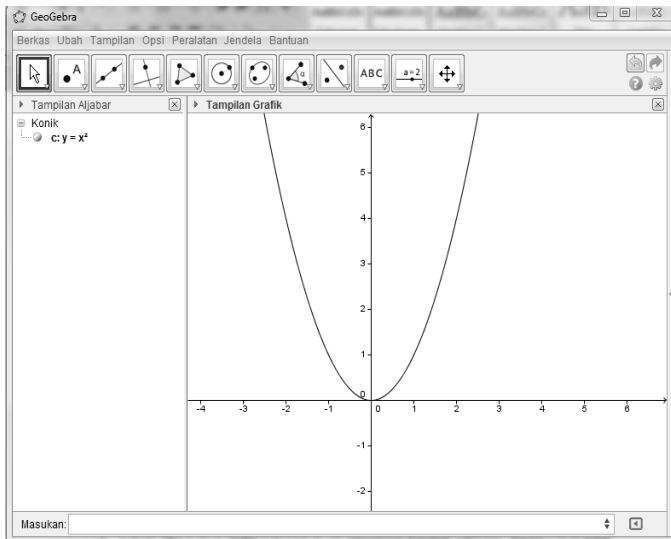 GeoGebra
Berkas Ubah Tampilan Opsi Peralatan Jendela Bantuan
A
α
ABC
a=2
Tampilan Aljabar
Tampilan Grafik
Konik
c: y = x²
6
5
4
3
2
1
0
-4 -3 -2 -1 0 1 2 3 4 5 6
-1
-2
Masukan: